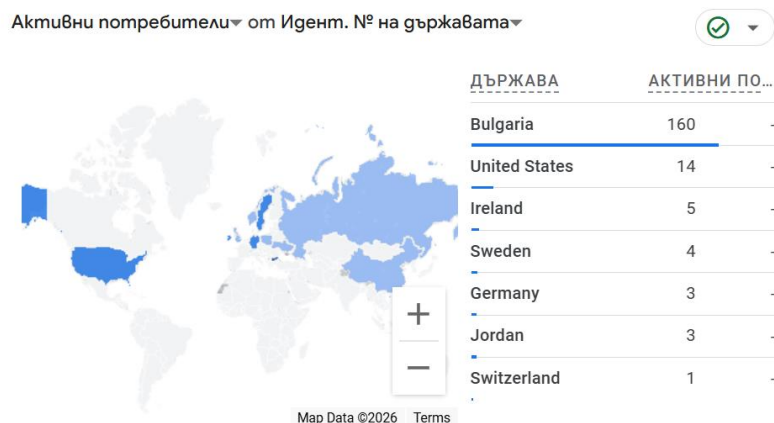 Активни потребители от Идент. № на държавата
ДЪРЖАВА АКТИВНИ ПО...
Bulgaria 160
United States 14
Ireland 5
Sweden 4
Germany 3
Jordan 3
Switzerland 1
+
−
Map Data ©2026 Terms